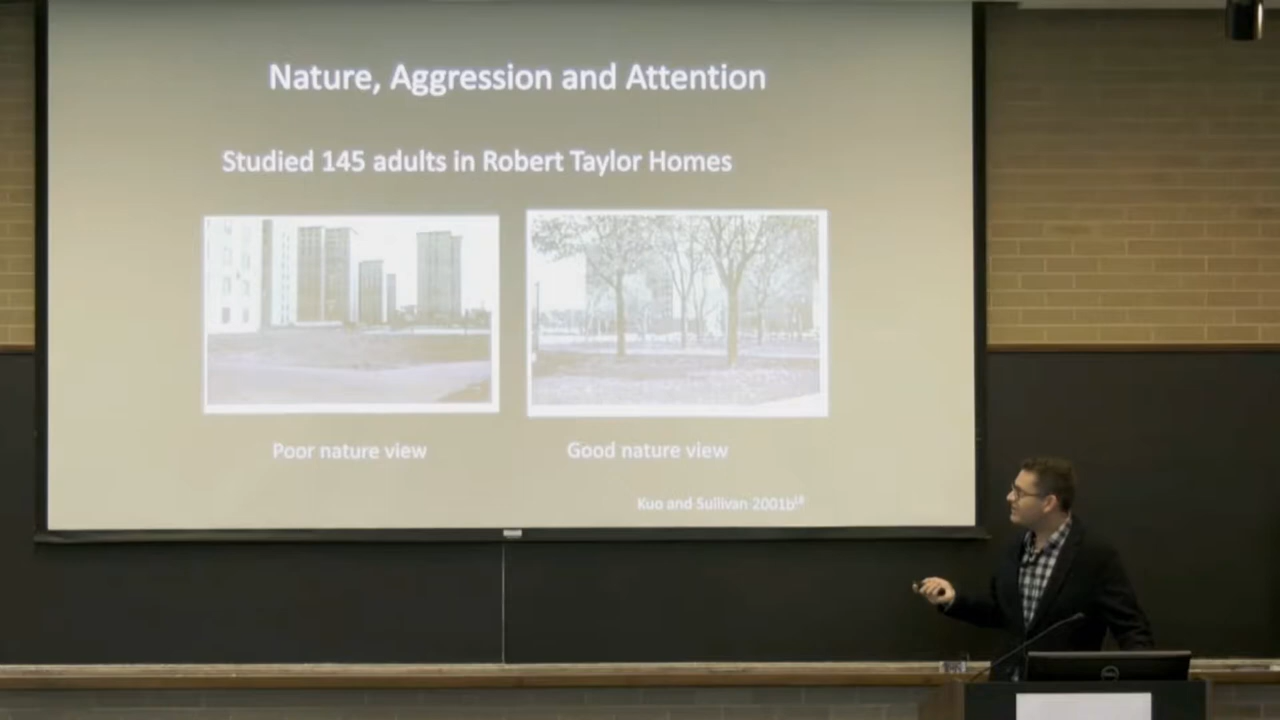 Nature, Aggression and Attention
Studied 145 adults in Robert Taylor Homes
Poor nature view
Good nature view
Kuo and Sullivan 2001b
DELL